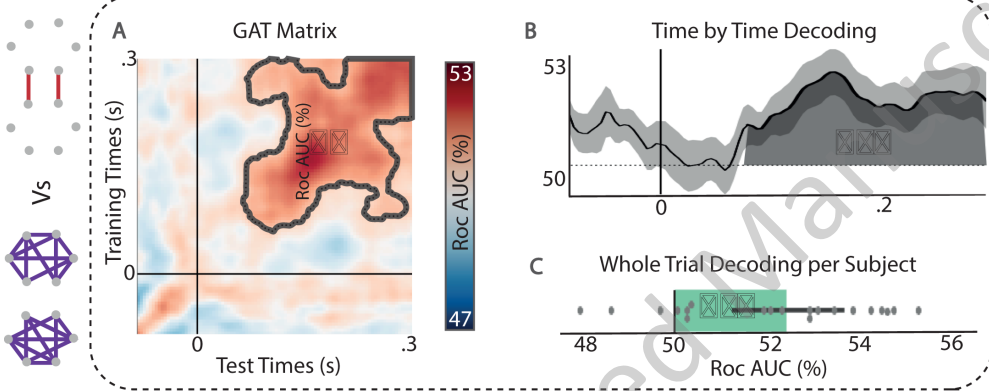 Vs
A
GAT Matrix
.3
0
Training Times (s)
Roc AUC (%)
0
.3
Test Times (s)
53
Roc AUC (%)
47
B
Time by Time Decoding
53
50
0
.2
C
Whole Trial Decoding per Subject
48
50
52
54
56
Roc AUC (%)